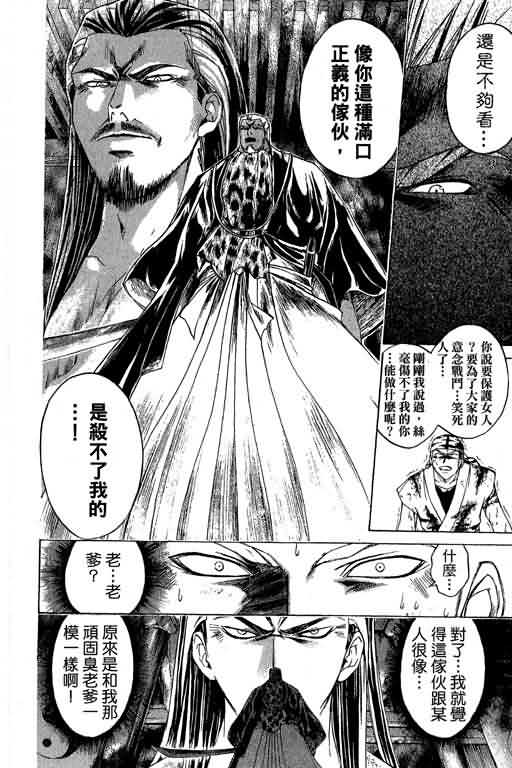 還是不夠看…
像你這種滿口
正義的傢伙，
你說要保護女人
？要為了大家的
意念戰鬥…笑死
人了…
剛剛我說過，絲
毫傷不了我的你
…能做什麼呢？
是殺不了我的
…！
什麼…
老…老
爹？
對了…我就覺
得這傢伙跟某
人很像…
原來是和我那
頑固臭老爹一
模一樣啊！